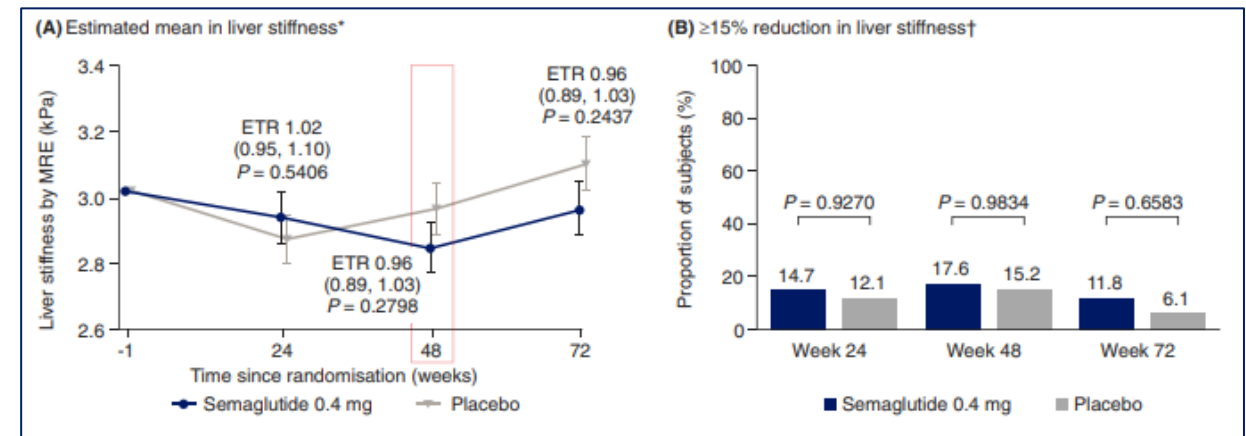 (A) Estimated mean in liver stiffness*
Liver stiffness by MRE (kPa)
3.4
3.2
3.0
2.8
2.6
ETR 1.02
(0.95, 1.10)
P = 0.5406
ETR 0.96
(0.89, 1.03)
P = 0.2798
ETR 0.96
(0.89, 1.03)
P = 0.2437
-1
24
48
72
Time since randomisation (weeks)
Semaglutide 0.4 mg
Placebo
(B) ≥15% reduction in liver stiffness†
Proportion of subjects (%)
100
80
60
40
20
0
P = 0.9270
P = 0.9834
P = 0.6583
14.7
12.1
17.6
15.2
11.8
6.1
Week 24
Week 48
Week 72
Semaglutide 0.4 mg
Placebo